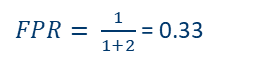 FPR = 1/1+2 = 0.33